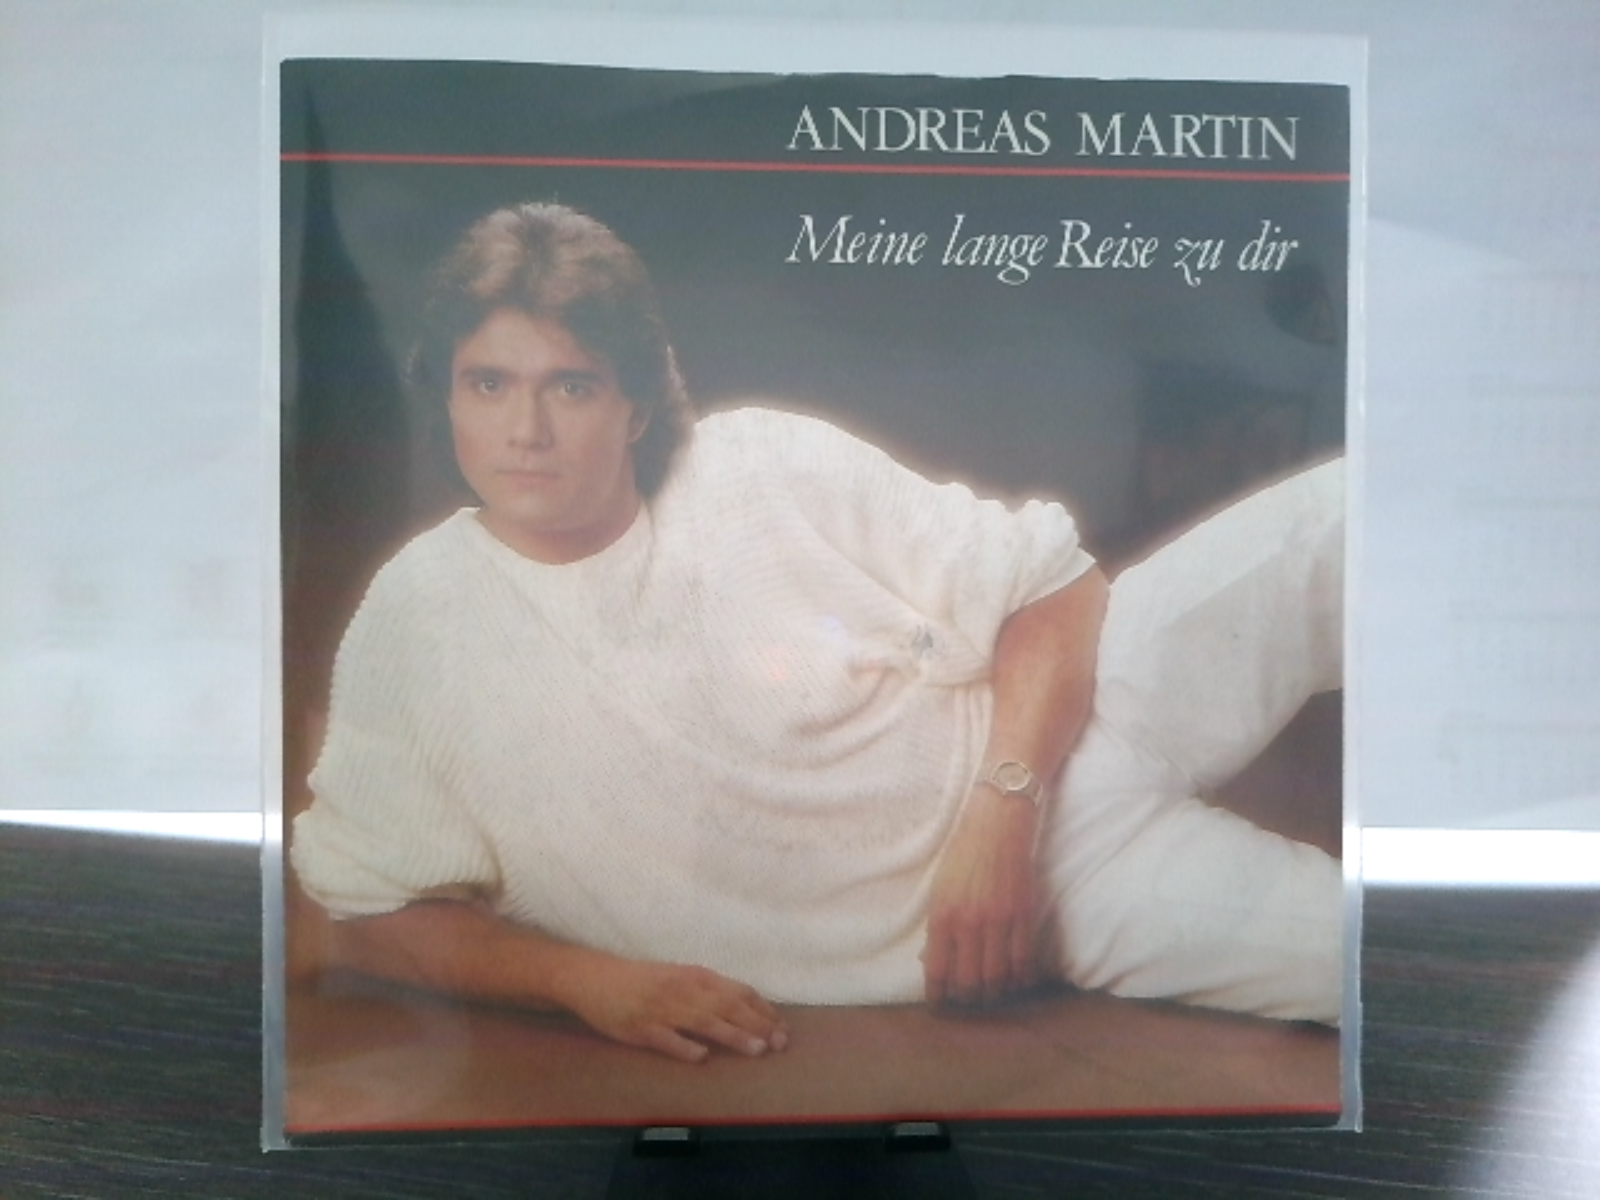 ANDREAS MARTIN
Meine lange Reise zu dir